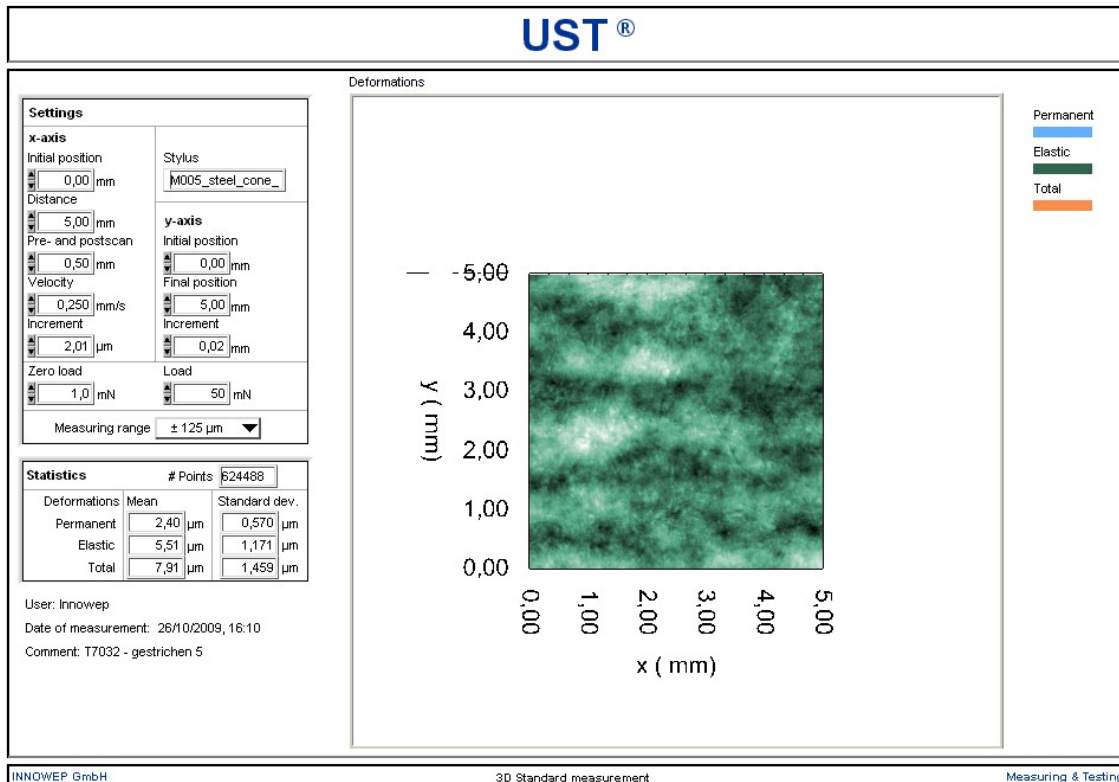 UST ®
Deformations
Settings
x-axis
Initial position
0,00 mm
Distance
5,00 mm
Pre- and postscan
0,50 mm
Velocity
0,250 mm/s
Increment
2,01 µm
Stylus
M005_steel_cone_
y-axis
Initial position
0,00 mm
Final position
5,00 mm
Increment
0,02 mm
Zero load
1,0 mN
Load
50 mN
Measuring range ± 125 µm
Statistics # Points 624488
Deformations Mean Standard dev.
Permanent 2,40 µm 0,570 µm
Elastic 5,51 µm 1,171 µm
Total 7,91 µm 1,459 µm
User: Innowep
Date of measurement: 26/10/2009, 16:10
Comment: T7032 - gestrichen 5
5,00
4,00
3,00
2,00
1,00
0,00
y ( mm)
0,00 1,00 2,00 3,00 4,00 5,00
x ( mm)
Permanent
Elastic
Total
INNOWEP GmbH 3D Standard measurement Measuring & Testing